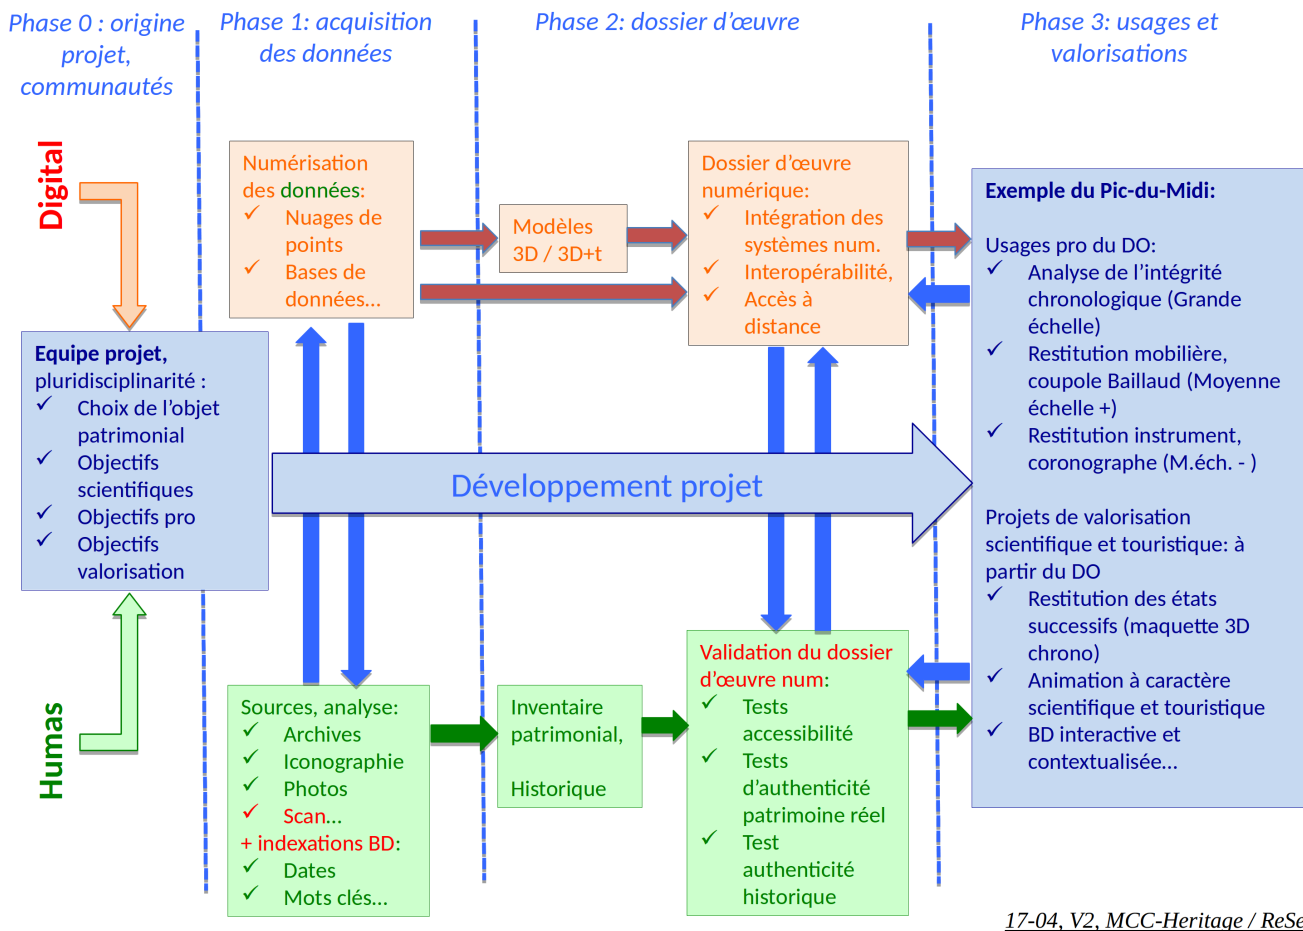 Phase 0 : origine
projet,
communautés
Phase 1: acquisition
des données
Phase 2: dossier d’œuvre
Phase 3: usages et
valorisations
Digital
Humas
Equipe projet,
pluridisciplinarité :
✓ Choix de l’objet
patrimonial
✓ Objectifs
scientifiques
✓ Objectifs pro
✓ Objectifs
valorisation
Numérisation
des données:
✓ Nuages de
points
✓ Bases de
données...
Modèles
3D / 3D+t
Dossier d’œuvre
numérique:
✓ Intégration des
systèmes num.
✓ Interopérabilité,
✓ Accès à
distance
Développement projet
Sources, analyse:
✓ Archives
✓ Iconographie
✓ Photos
✓ Scan...
+ indexations BD:
✓ Dates
✓ Mots clés...
Inventaire
patrimonial,
Historique
Validation du dossier
d’œuvre num:
✓ Tests
accessibilité
✓ Tests
d’authenticité
patrimoine réel
✓ Test
authenticité
historique
Exemple du Pic-du-Midi:
Usages pro du DO:
✓ Analyse de l’intégrité
chronologique (Grande
échelle)
✓ Restitution mobilière,
coupole Baillaud (Moyenne
échelle +)
✓ Restitution instrument,
coronographe (M.éch. - )
Projets de valorisation
scientifique et touristique: à
partir du DO
✓ Restitution des états
successifs (maquette 3D
chrono)
✓ Animation à caractère
scientifique et touristique
✓ BD interactive et
contextualisée...
17-04, V2, MCC-Heritage / ReSe